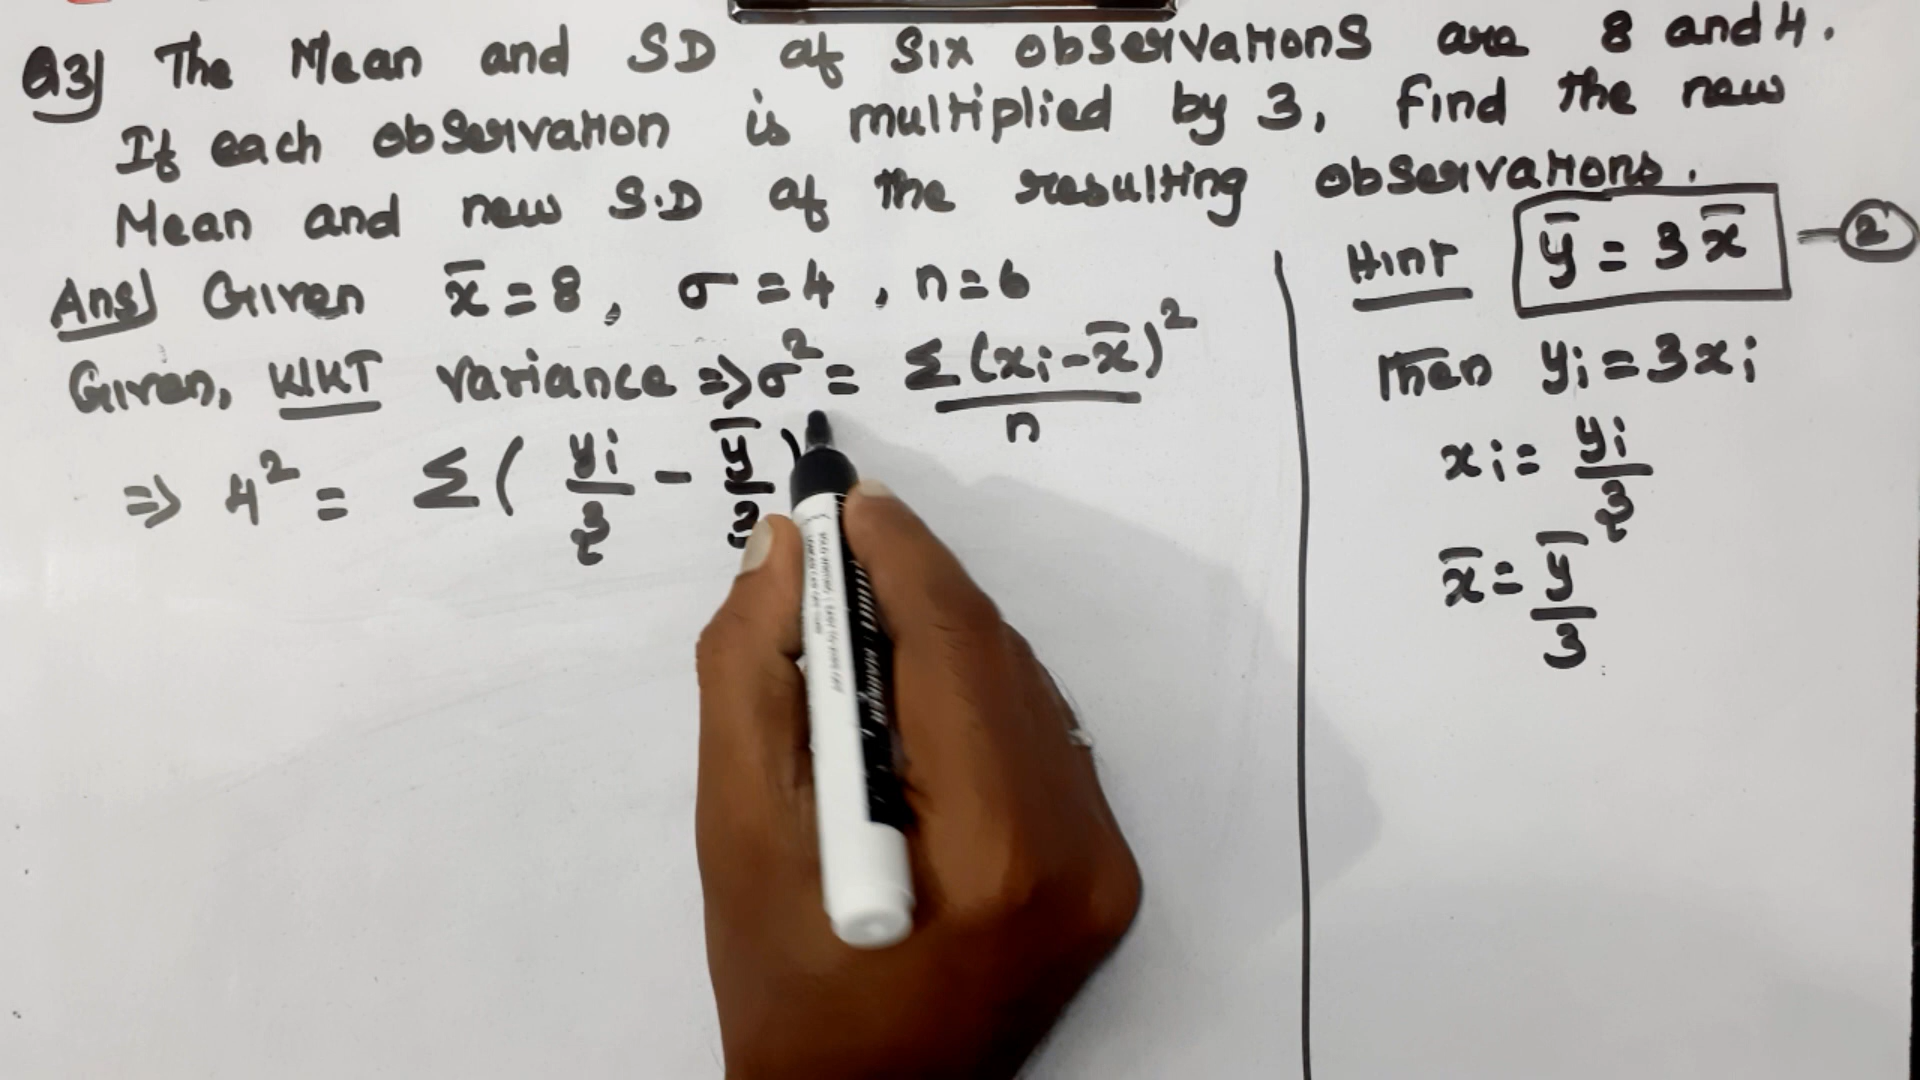 Q3) The Mean and SD of Six observations are 8 and 4.
If each observation is multiplied by 3, find the new
Mean and new S.D of the resulting observations.
Ans) Given x̄ = 8, σ = 4, n = 6
Given, WKT variance ⇒ σ² = Σ(xᵢ - x̄)² / n
⇒ 4² = Σ( yᵢ/3 - ȳ/3 )
Hint ȳ = 3x̄ — ②
Then yᵢ = 3xᵢ
xᵢ = yᵢ/3
x̄ = ȳ/3
MARKER